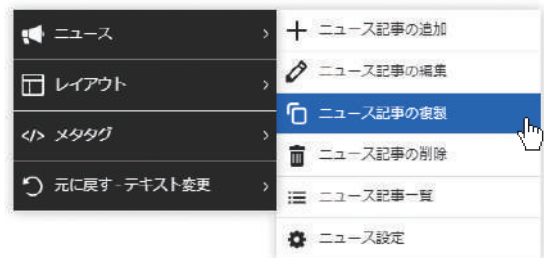 ニュース
レイアウト
メタタグ
元に戻す - テキスト変更
ニュース記事の追加
ニュース記事の編集
ニュース記事の複製
ニュース記事の削除
ニュース記事一覧
ニュース設定